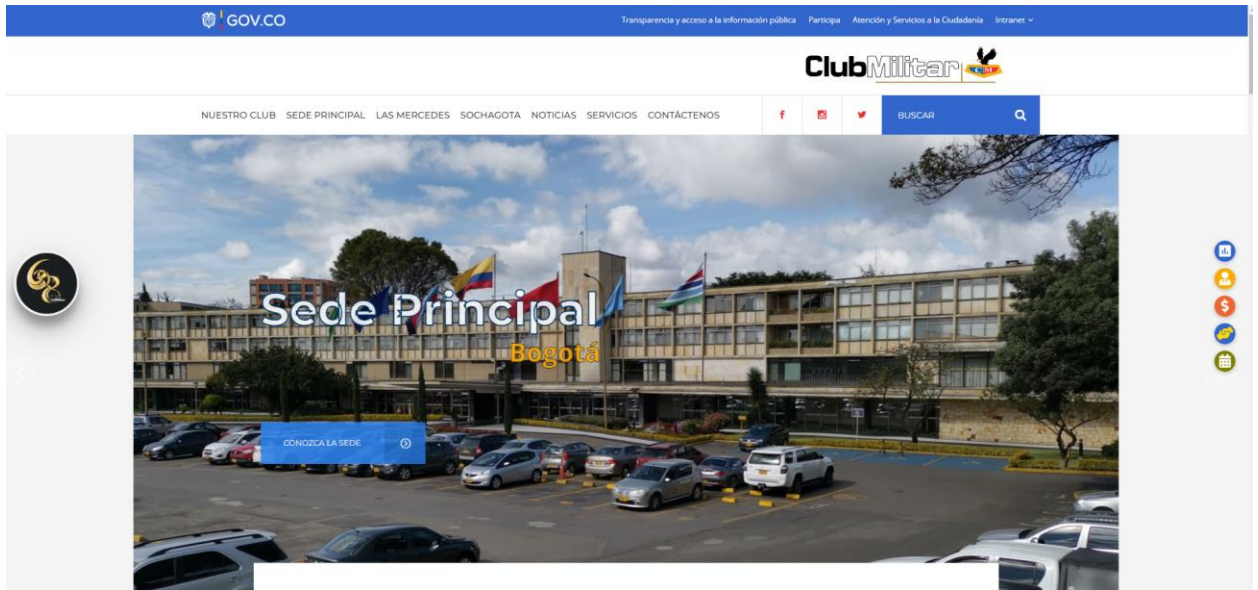 GOV.CO
Transparencia y acceso a la información pública Participa Atención y Servicios a la Ciudadanía Intranet
ClubMilitar CM
NUESTRO CLUB SEDE PRINCIPAL LAS MERCEDES SOCHAGOTA NOTICIAS SERVICIOS CONTÁCTENOS BUSCAR
Sede Principal
Bogotá
CONOZCA LA SEDE